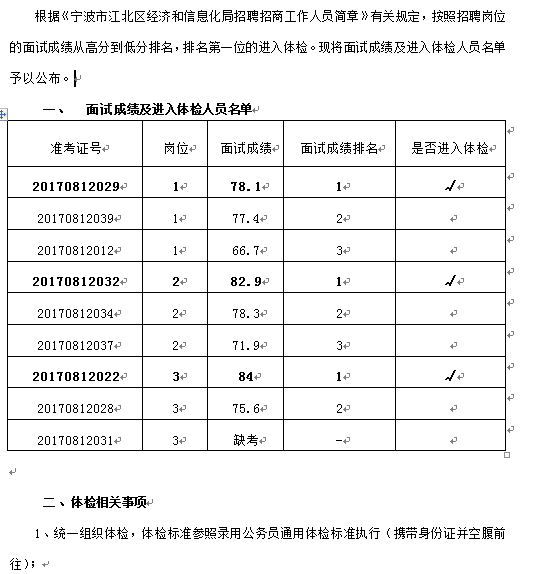 根据《宁波市江北区经济和信息化局招聘招商工作人员简章》有关规定，按照招聘岗位
的面试成绩从高分到低分排名，排名第一位的进入体检。现将面试成绩及进入体检人员名单
予以公布。
一、 面试成绩及进入体检人员名单
准考证号 岗位 面试成绩 面试成绩排名 是否进入体检
20170812029 1 78.1 1 √
20170812039 1 77.4 2
20170812012 1 66.7 3
20170812032 2 82.9 1 √
20170812034 2 78.3 2
20170812037 2 71.9 3
20170812022 3 84 1 √
20170812028 3 75.6 2
20170812031 3 缺考 -
二、体检相关事项
1、统一组织体检，体检标准参照录用公务员通用体检标准执行（携带身份证并空腹前
往）；